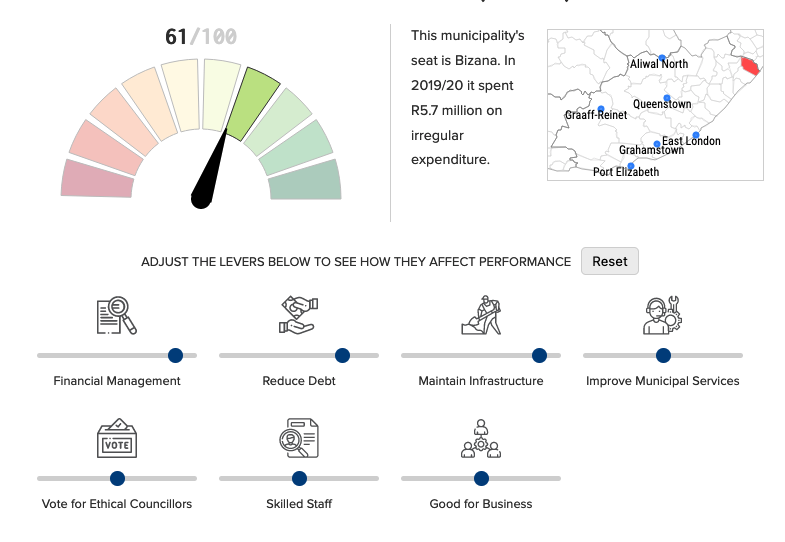 61/100
This municipality's
seat is Bizana. In
2019/20 it spent
R5.7 million on
irregular
expenditure.
Aliwal North
Queenstown
Graaff-Reinet
East London
Grahamstown
Port Elizabeth
ADJUST THE LEVERS BELOW TO SEE HOW THEY AFFECT PERFORMANCE Reset
Financial Management
Reduce Debt
Maintain Infrastructure
Improve Municipal Services
VOTE
Vote for Ethical Councillors
Skilled Staff
Good for Business